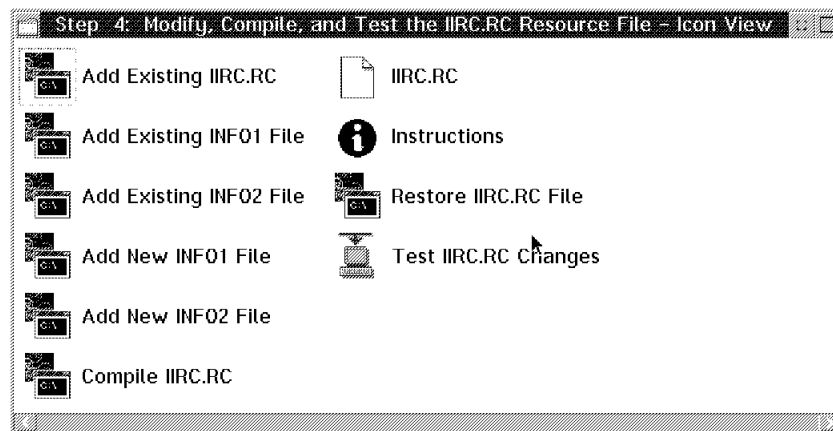 Step 4: Modify, Compile, and Test the IIRC.RC Resource File - Icon View
Add Existing IIRC.RC
Add Existing INFO1 File
Add Existing INFO2 File
Add New INFO1 File
Add New INFO2 File
Compile IIRC.RC
IIRC.RC
Instructions
Restore IIRC.RC File
Test IIRC.RC Changes